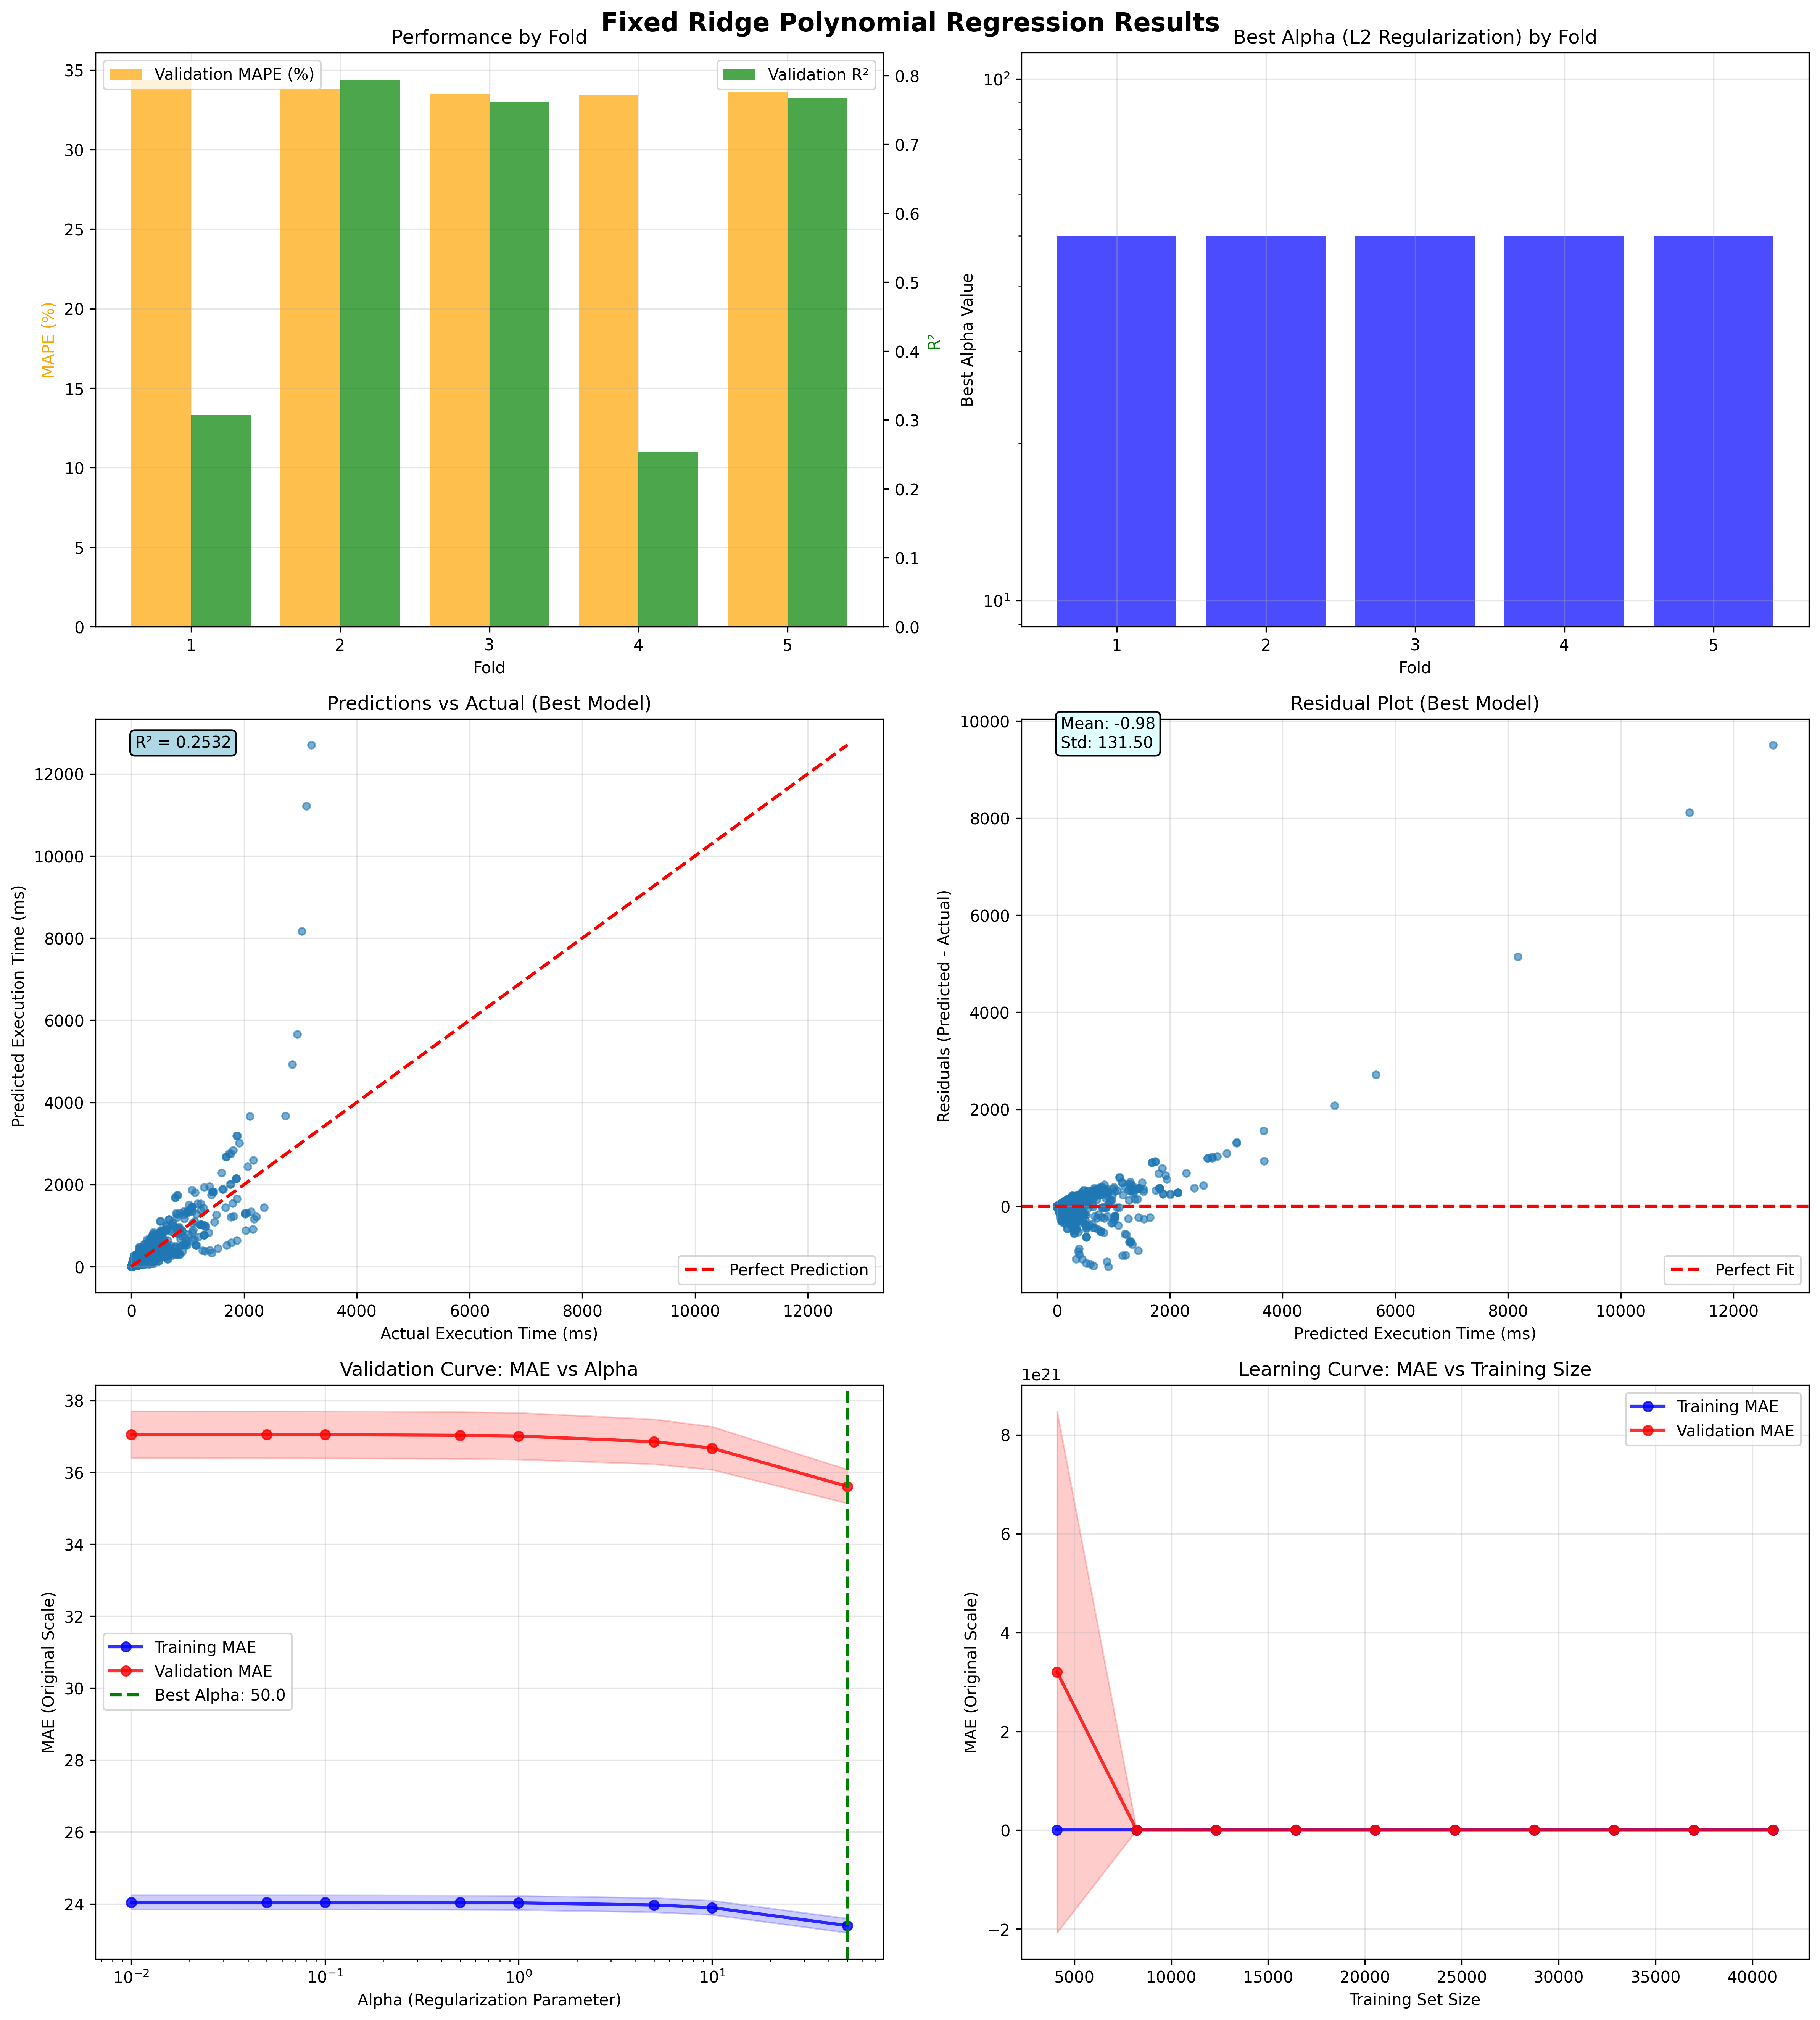 Fixed Ridge Polynomial Regression Results
Performance by Fold
Validation MAPE (%)
Validation R²
35
30
25
20
15
10
5
0
MAPE (%)
0.8
0.7
0.6
0.5
0.4
0.3
0.2
0.1
0.0
R²
1 2 3 4 5
Fold
Best Alpha (L2 Regularization) by Fold
10²
10¹
Best Alpha Value
1 2 3 4 5
Fold
Predictions vs Actual (Best Model)
R² = 0.2532
12000
10000
8000
6000
4000
2000
0
Predicted Execution Time (ms)
Perfect Prediction
0 2000 4000 6000 8000 10000 12000
Actual Execution Time (ms)
Residual Plot (Best Model)
Mean: -0.98
Std: 131.50
10000
8000
6000
4000
2000
0
Residuals (Predicted - Actual)
Perfect Fit
0 2000 4000 6000 8000 10000 12000
Predicted Execution Time (ms)
Validation Curve: MAE vs Alpha
38
36
34
32
30
28
26
24
MAE (Original Scale)
Training MAE
Validation MAE
Best Alpha: 50.0
10⁻² 10⁻¹ 10⁰ 10¹
Alpha (Regularization Parameter)
Learning Curve: MAE vs Training Size
1e21
Training MAE
Validation MAE
8
6
4
2
0
−2
MAE (Original Scale)
5000 10000 15000 20000 25000 30000 35000 40000
Training Set Size